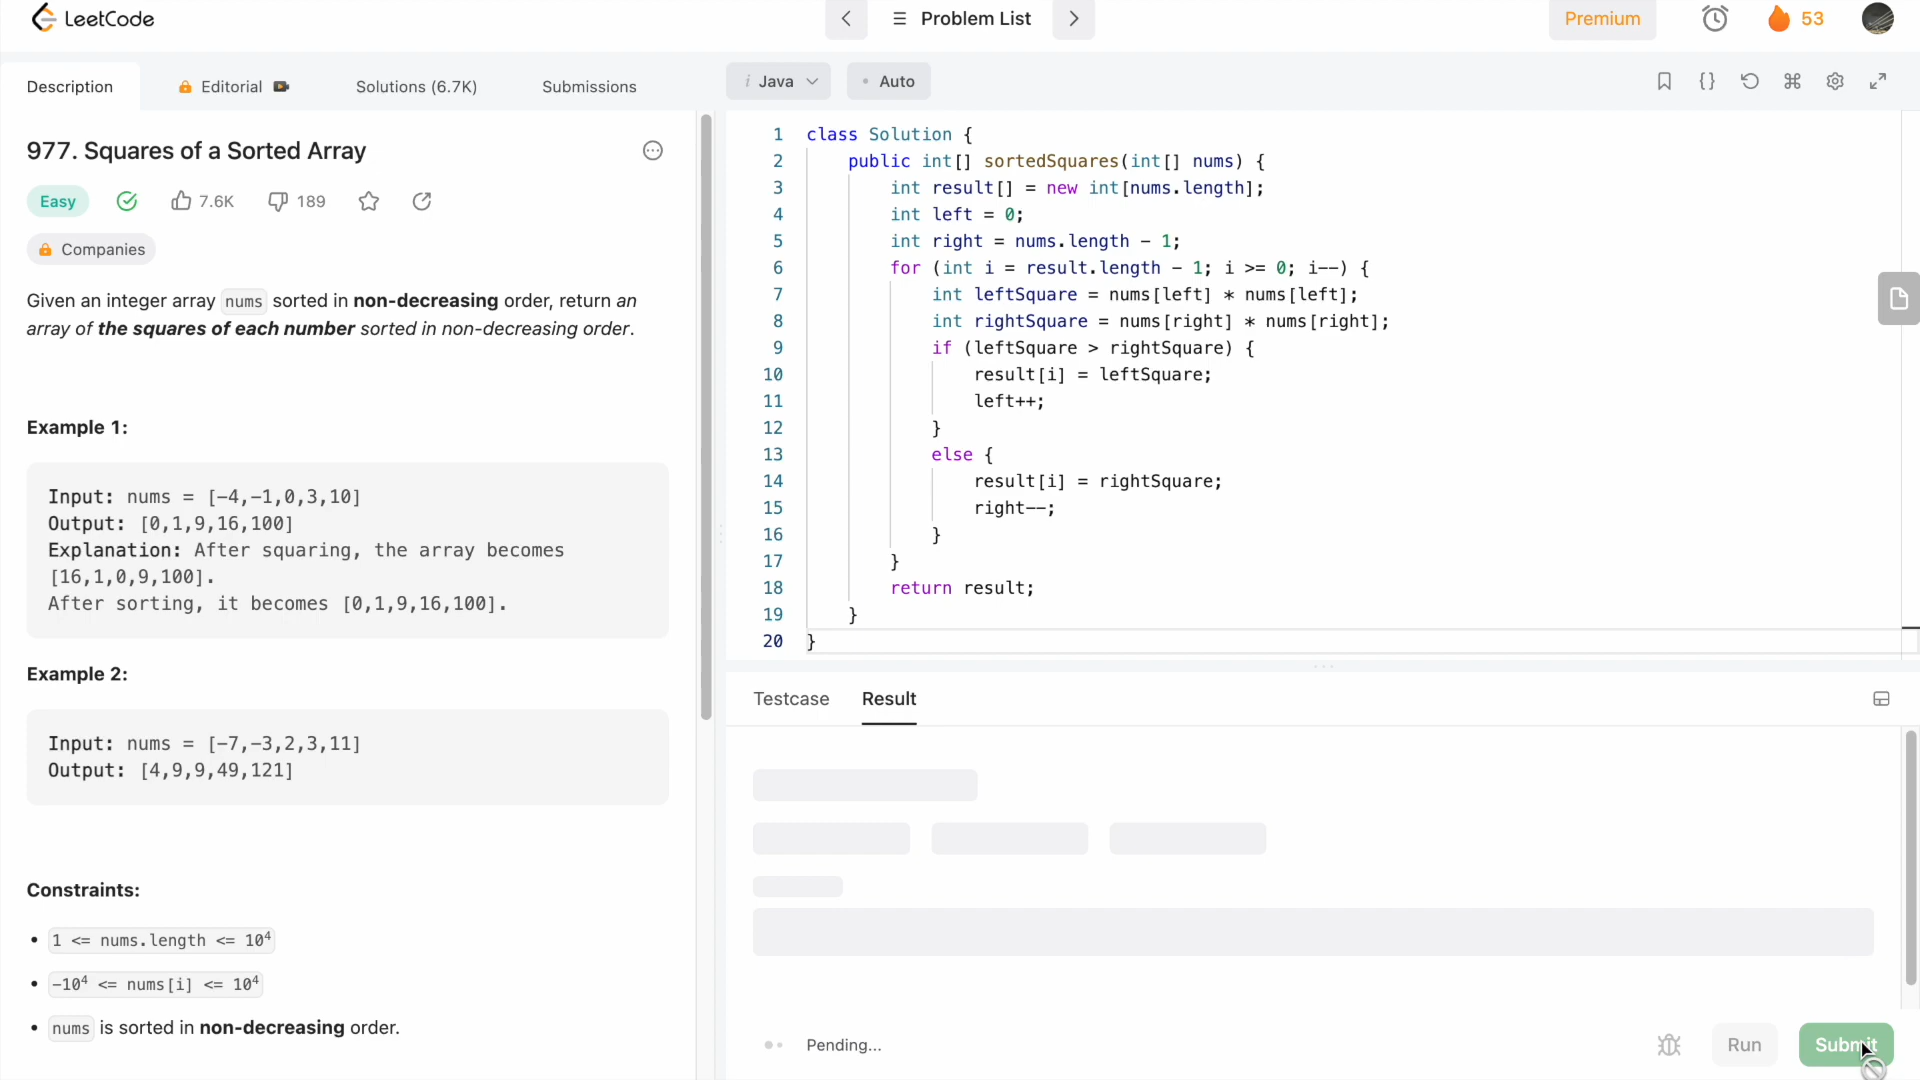 LeetCode
Problem List
Premium
53
Description
Editorial
Solutions (6.7K)
Submissions
i Java
Auto
977. Squares of a Sorted Array
Easy
7.6K
189
Companies
Given an integer array nums sorted in non-decreasing order, return an
array of the squares of each number sorted in non-decreasing order.
Example 1:
Input: nums = [-4,-1,0,3,10]
Output: [0,1,9,16,100]
Explanation: After squaring, the array becomes
[16,1,0,9,100].
After sorting, it becomes [0,1,9,16,100].
Example 2:
Input: nums = [-7,-3,2,3,11]
Output: [4,9,9,49,121]
Constraints:
• 1 <= nums.length <= 10⁴
• -10⁴ <= nums[i] <= 10⁴
• nums is sorted in non-decreasing order.
1 class Solution {
2 public int[] sortedSquares(int[] nums) {
3 int result[] = new int[nums.length];
4 int left = 0;
5 int right = nums.length - 1;
6 for (int i = result.length - 1; i >= 0; i--) {
7 int leftSquare = nums[left] * nums[left];
8 int rightSquare = nums[right] * nums[right];
9 if (leftSquare > rightSquare) {
10 result[i] = leftSquare;
11 left++;
12 }
13 else {
14 result[i] = rightSquare;
15 right--;
16 }
17 }
18 return result;
19 }
20 }
Testcase
Result
Pending...
Run
Submit